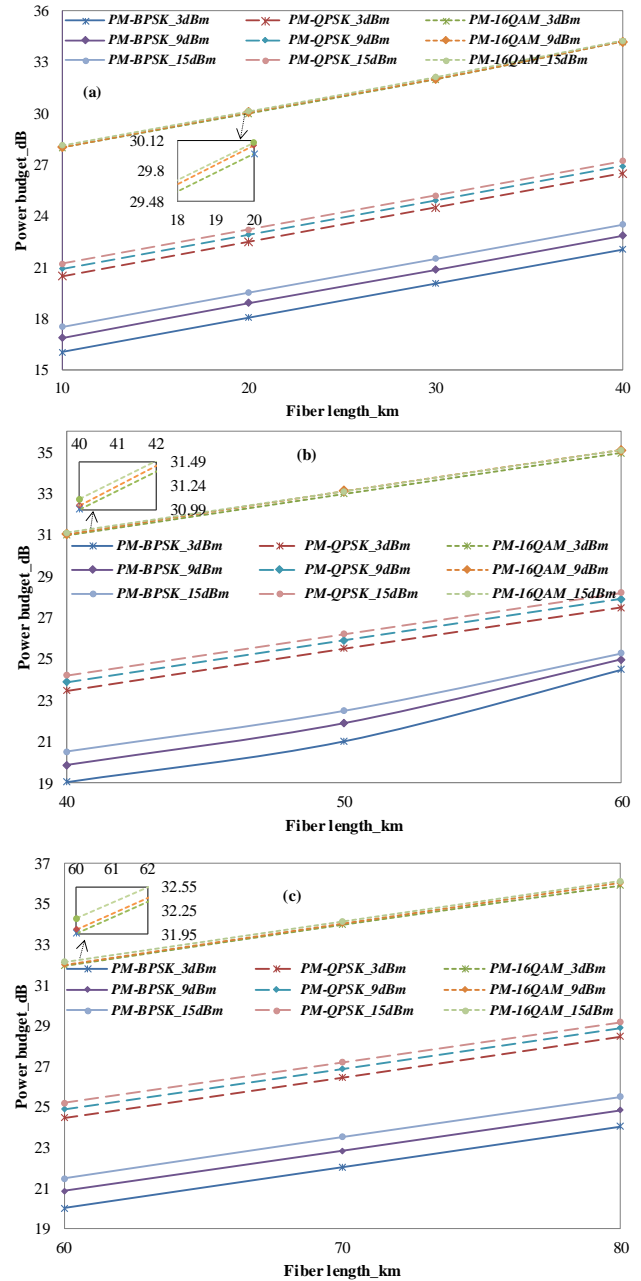 36
PM-BPSK_3dBm PM-QPSK_3dBm PM-16QAM_3dBm
PM-BPSK_9dBm PM-QPSK_9dBm PM-16QAM_9dBm
PM-BPSK_15dBm PM-QPSK_15dBm PM-16QAM_15dBm
33
(a)
30
30.12
29.8
29.48
18 19 20
27
24
21
18
15
Power budget_dB
10 20 30 40
Fiber length_km
40 41 42
(b)
35
31.49
31.24
30.99
33
31
PM-BPSK_3dBm PM-QPSK_3dBm PM-16QAM_3dBm
PM-BPSK_9dBm PM-QPSK_9dBm PM-16QAM_9dBm
PM-BPSK_15dBm PM-QPSK_15dBm PM-16QAM_15dBm
29
27
25
23
21
19
Power budget_dB
40 50 60
Fiber length_km
37
60 61 62
(c)
35
32.55
32.25
31.95
33
31
PM-BPSK_3dBm PM-QPSK_3dBm PM-16QAM_3dBm
PM-BPSK_9dBm PM-QPSK_9dBm PM-16QAM_9dBm
PM-BPSK_15dBm PM-QPSK_15dBm PM-16QAM_15dBm
29
27
25
23
21
19
Power budget_dB
60 70 80
Fiber length_km